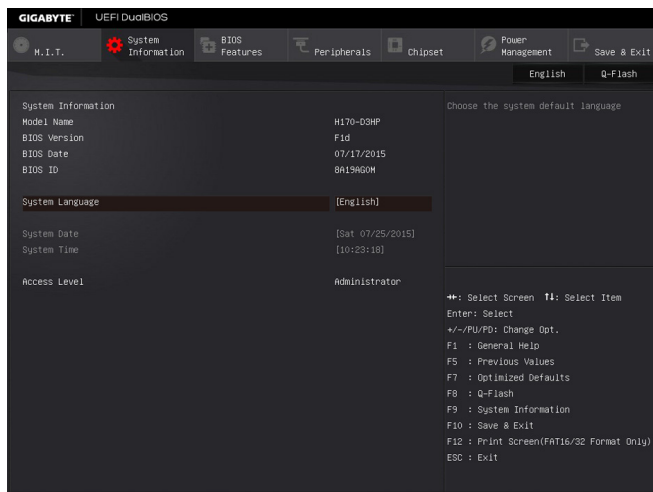 GIGABYTE™ UEFI DualBIOS
M.I.T.
System Information
BIOS Features
Peripherals
Chipset
Power Management
Save & Exit
English
Q-Flash
System Information
Model Name H170-D3HP
BIOS Version F1d
BIOS Date 07/17/2015
BIOS ID 8A19AG0M
System Language [English]
System Date [Sat 07/25/2015]
System Time [10:23:18]
Access Level Administrator
Choose the system default language
→←: Select Screen ↑↓: Select Item
Enter: Select
+/-/PU/PD: Change Opt.
F1 : General Help
F5 : Previous Values
F7 : Optimized Defaults
F8 : Q-Flash
F9 : System Information
F10 : Save & Exit
F12 : Print Screen(FAT16/32 Format Only)
ESC : Exit